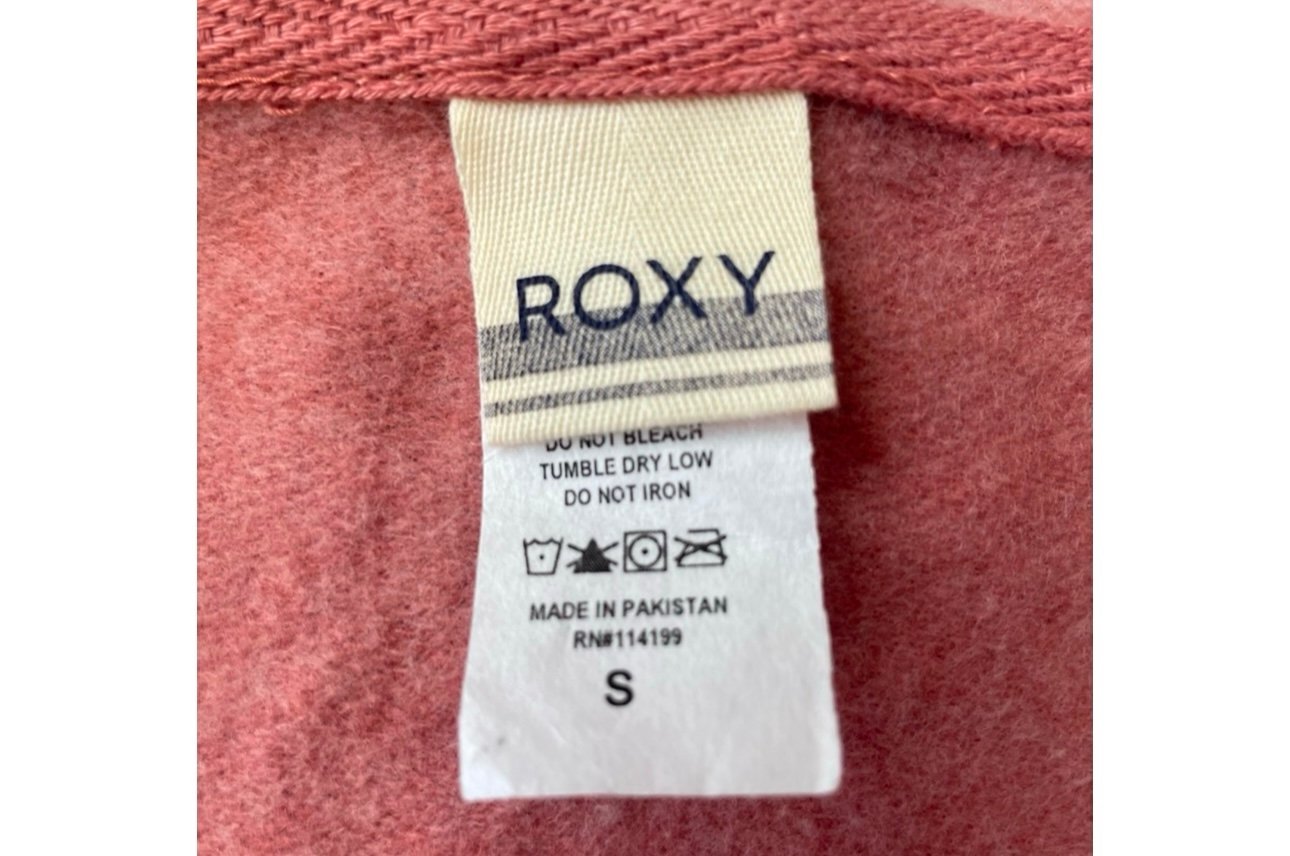 ROXY
DO NOT BLEACH
TUMBLE DRY LOW
DO NOT IRON
MADE IN PAKISTAN
RN#114199
S